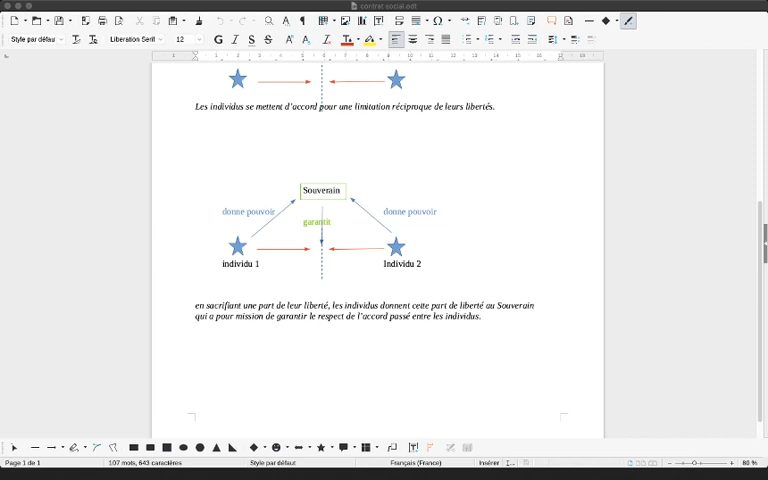 contrat social.odt
Style par défau
Liberation Serif
12
G I S S
Les individus se mettent d'accord pour une limitation réciproque de leurs libertés.
Souverain
donne pouvoir
donne pouvoir
garantit
individu 1
Individu 2
en sacrifiant une part de leur liberté, les individus donnent cette part de liberté au Souverain
qui a pour mission de garantir le respect de l'accord passé entre les individus.
Page 1 de 1
107 mots, 643 caractères
Style par défaut
Français (France)
Insérer
80 %